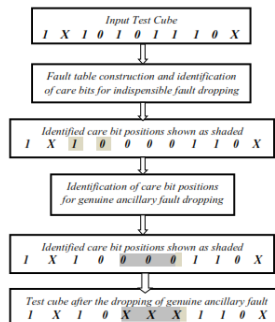 Input Test Cube
1 X 1 0 1 0 1 1 1 0 X
Fault table construction and identification
of care bits for indispensible fault dropping
Identified care bit positions shown as shaded
1 X 1 0 0 0 0 1 1 0 X
Identification of care bit positions
for genuine ancillary fault dropping
Identified care bit positions shown as shaded
1 X 1 0 0 0 0 1 1 0 X
Test cube after the dropping of genuine ancillary fault
1 X 1 0 X X X 1 1 0 X